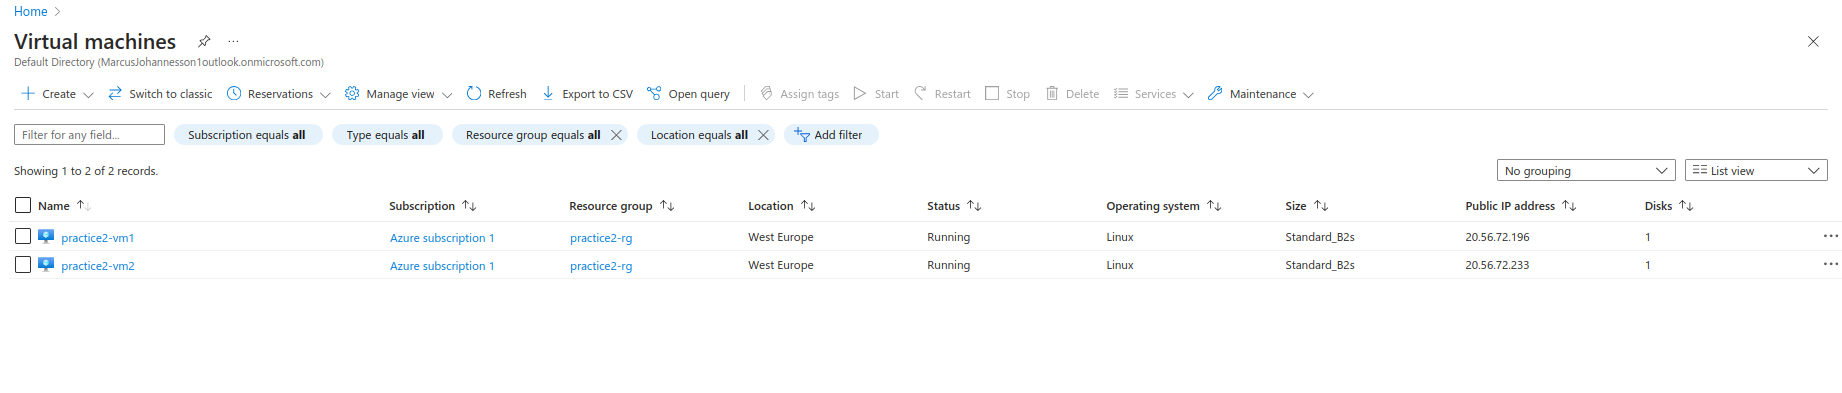 Home
Virtual machines
Default Directory (MarcusJohannesson1outlook.onmicrosoft.com)
Create Switch to classic Reservations Manage view Refresh Export to CSV Open query Assign tags Start Restart Stop Delete Services Maintenance
Filter for any field... Subscription equals all Type equals all Resource group equals all Location equals all Add filter
Showing 1 to 2 of 2 records. No grouping List view
Name Subscription Resource group Location Status Operating system Size Public IP address Disks
practice2-vm1 Azure subscription 1 practice2-rg West Europe Running Linux Standard_B2s 20.56.72.196 1
practice2-vm2 Azure subscription 1 practice2-rg West Europe Running Linux Standard_B2s 20.56.72.233 1